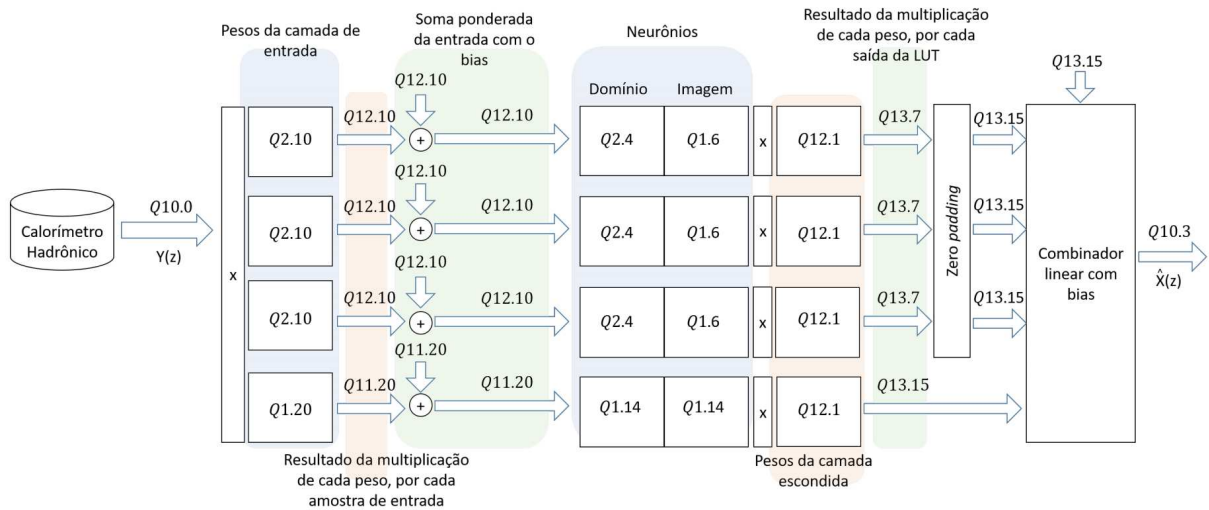 Pesos da camada de
entrada
Soma ponderada
da entrada com o
bias
Neurônios
Resultado da multiplicação
de cada peso, por cada
saída da LUT
Q13.15
Q12.10
Domínio
Imagem
Q2.10
Q12.10
+
Q12.10
Q2.4
Q1.6
x
Q12.1
Q13.7
Q13.15
Q12.10
Q2.10
Q12.10
+
Q12.10
Q2.4
Q1.6
x
Q12.1
Q13.7
Q13.15
Calorímetro
Hadrônico
Q10.0
Y(z)
x
Zero padding
Combinador
linear com
bias
Q10.3
X̂(z)
Q12.10
Q2.10
Q12.10
+
Q12.10
Q2.4
Q1.6
x
Q12.1
Q13.7
Q13.15
Q11.20
Q1.20
Q11.20
+
Q11.20
Q1.14
Q1.14
x
Q12.1
Q13.15
Resultado da multiplicação
de cada peso, por cada
amostra de entrada
Pesos da camada
escondida